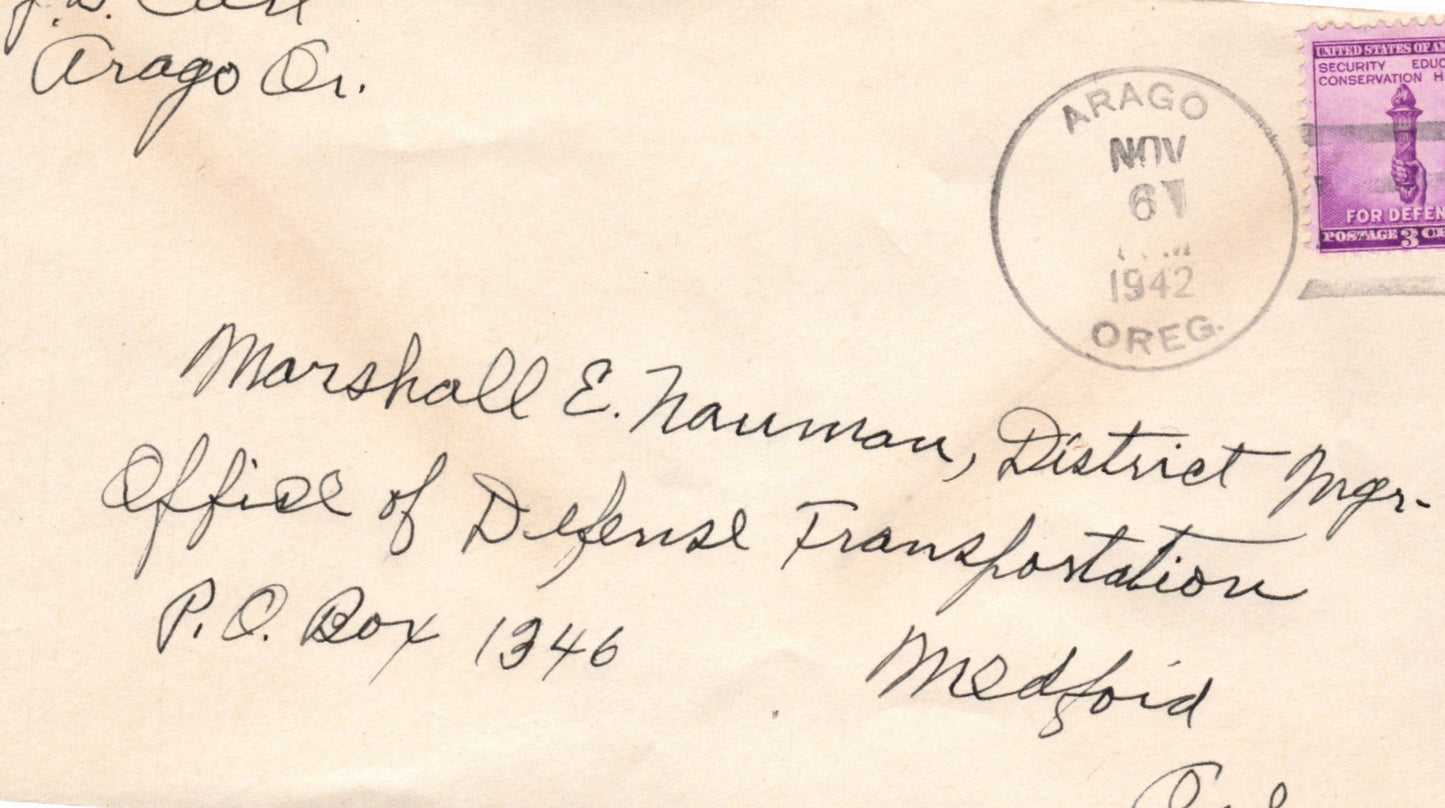 J. D.
Arago Or.
ARAGO
NOV
6
1942
OREG.
UNITED STATES OF
SECURITY EDUC
CONSERVATION H
FOR DEFEN
POSTAGE 3 CE
Marshall E. Nauman, District Mgr.
Office of Defense Transportation
P.O. Box 1346
Medford